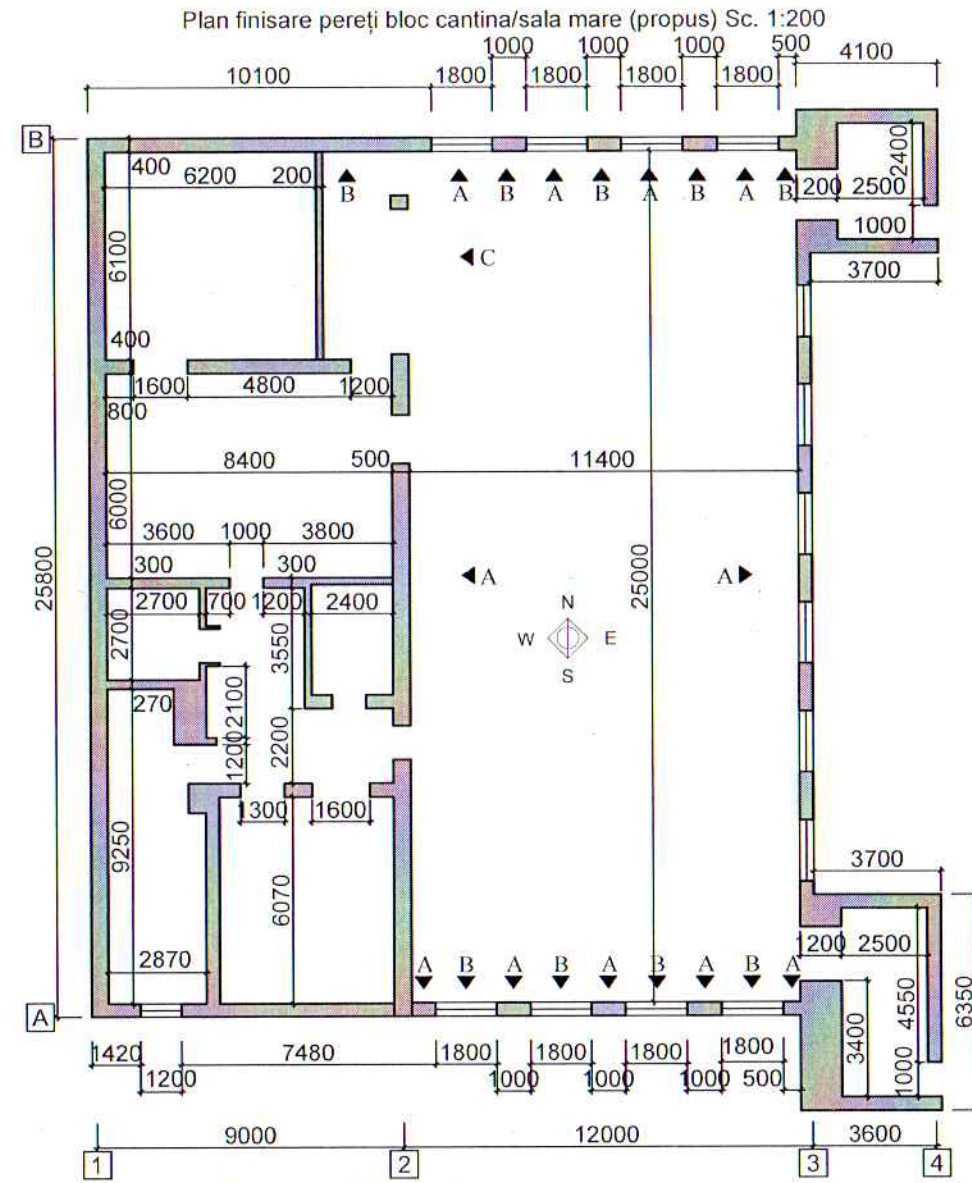 Plan finisare pereți bloc cantina/sala mare (propus) Sc. 1:200
1000 1000 1000 500 4100
10100 1800 1800 1800 1800
B
400 6200 200
B A B A B A B A B
200 2500 2400
1000
C
6100
3700
400
1600 4800 1200
800
8400 500 11400
6000
3600 1000 3800
300 300
25800
A A
25000
2700 700 1200 2400
2700
3550
N
W E
S
270
2100
2200
1200
1300 1600
9250
6070
3700
2870
A B A B A B A B A
1200 2500
4550
3400
1000
6350
A
1420 7480 1800 1800 1800 1800
1200 1000 1000 1000 500
9000 12000 3600
1 2 3 4